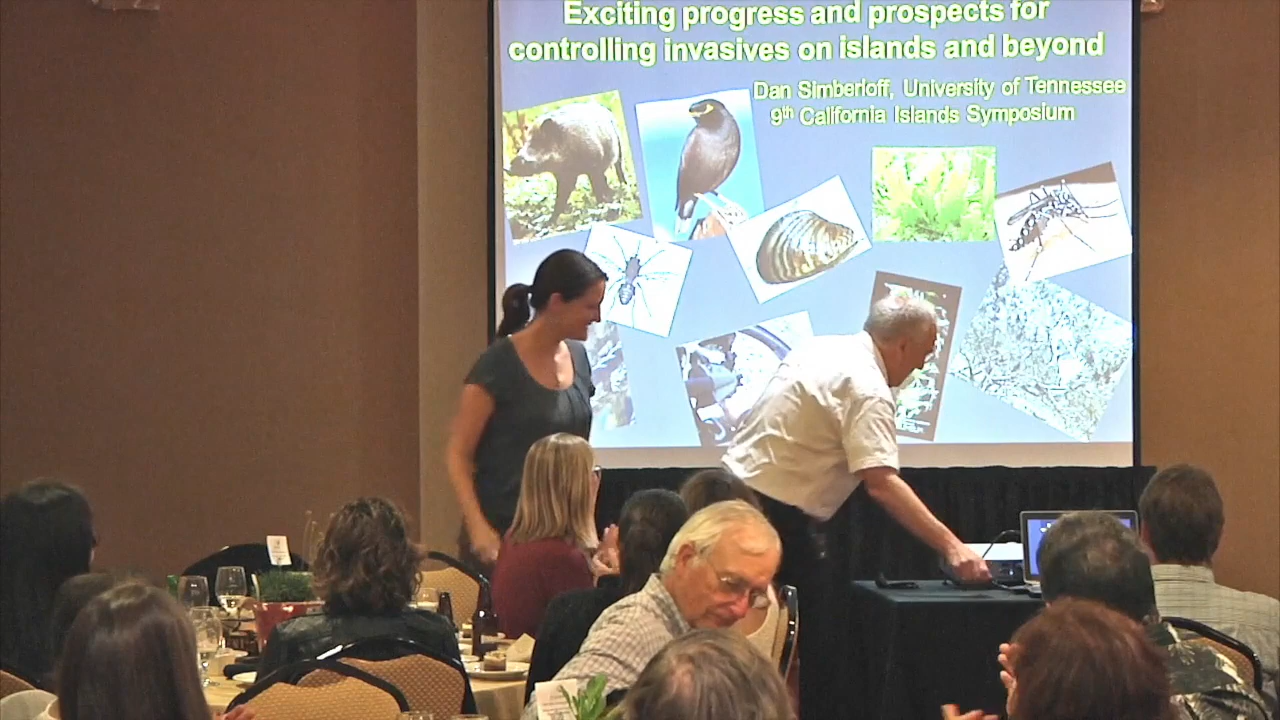 Exciting progress and prospects for
controlling invasives on islands and beyond
Dan Simberloff, University of Tennessee
9th California Islands Symposium